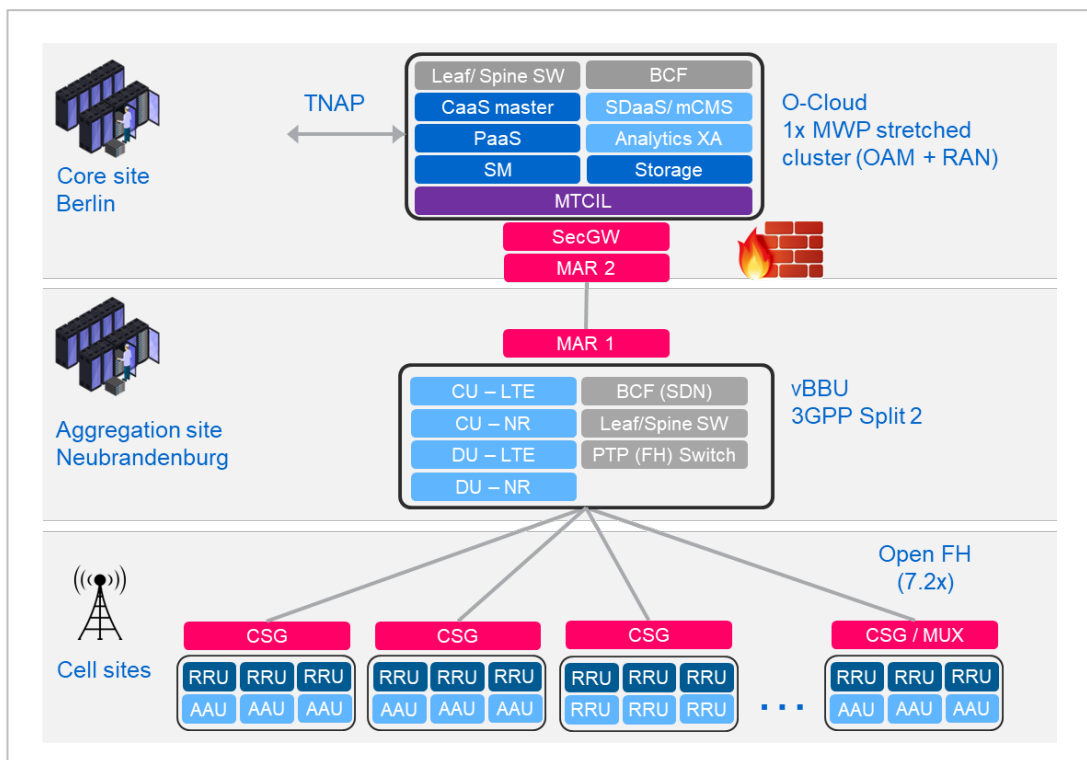 Leaf/ Spine SW
BCF
TNAP
CaaS master
SDaaS/ mCMS
O-Cloud
1x MWP stretched
cluster (OAM + RAN)
PaaS
Analytics XA
Core site
Berlin
SM
Storage
MTCIL
SecGW
MAR 2
MAR 1
CU – LTE
BCF (SDN)
vBBU
3GPP Split 2
CU – NR
Leaf/Spine SW
Aggregation site
Neubrandenburg
DU – LTE
PTP (FH) Switch
DU – NR
Open FH
(7.2x)
Cell sites
CSG
CSG
CSG
CSG / MUX
RRU RRU RRU
AAU AAU AAU
RRU RRU RRU
AAU AAU AAU
RRU RRU RRU
RRU RRU RRU
...
RRU RRU RRU
AAU AAU AAU